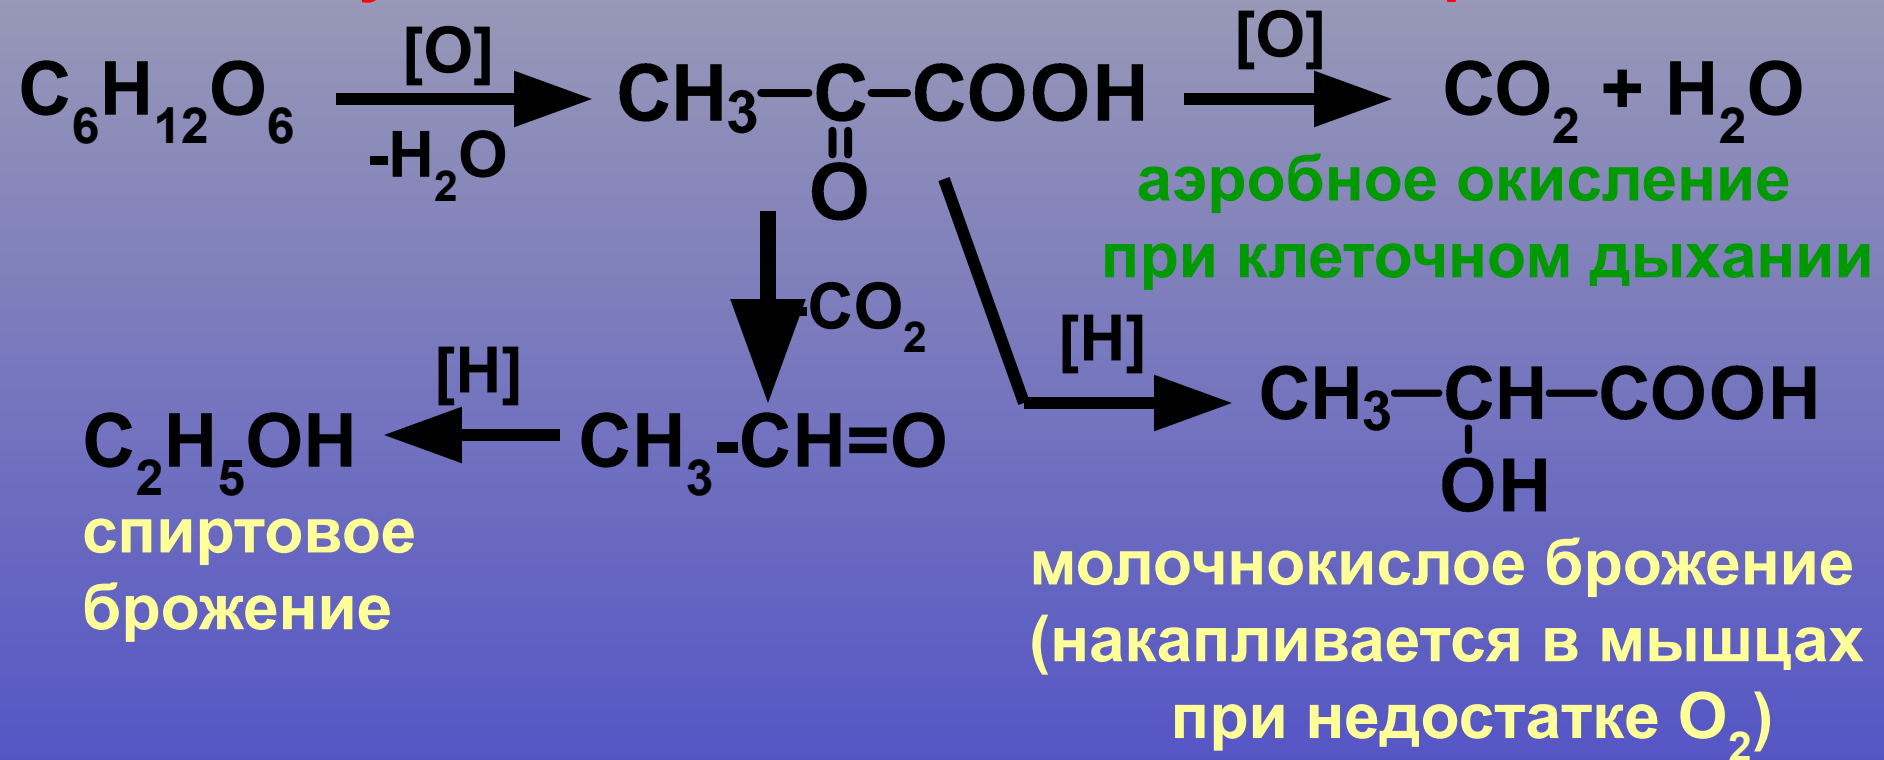 [O] [O]
C6H12O6 CH3–C–COOH CO2 + H2O
-H2O
O
аэробное окисление
при клеточном дыхании
-CO2
[H] [H]
CH3–CH–COOH
C2H5OH CH3-CH=O
OH
спиртовое
брожение
молочнокислое брожение
(накапливается в мышцах
при недостатке O2)